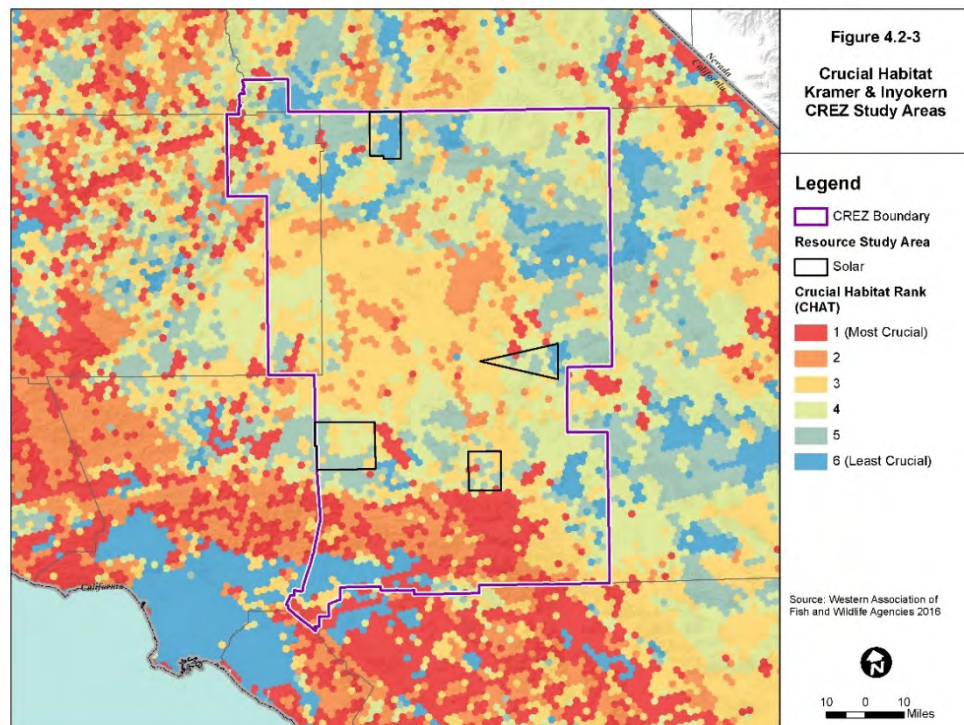 Figure 4.2-3
Crucial Habitat
Kramer & Inyokern
CREZ Study Areas
Nevada
California
Legend
CREZ Boundary
Resource Study Area
Solar
Crucial Habitat Rank
(CHAT)
1 (Most Crucial)
2
3
4
5
6 (Least Crucial)
California
Source: Western Association of
Fish and Wildlife Agencies 2016
N
10 0 10
Miles